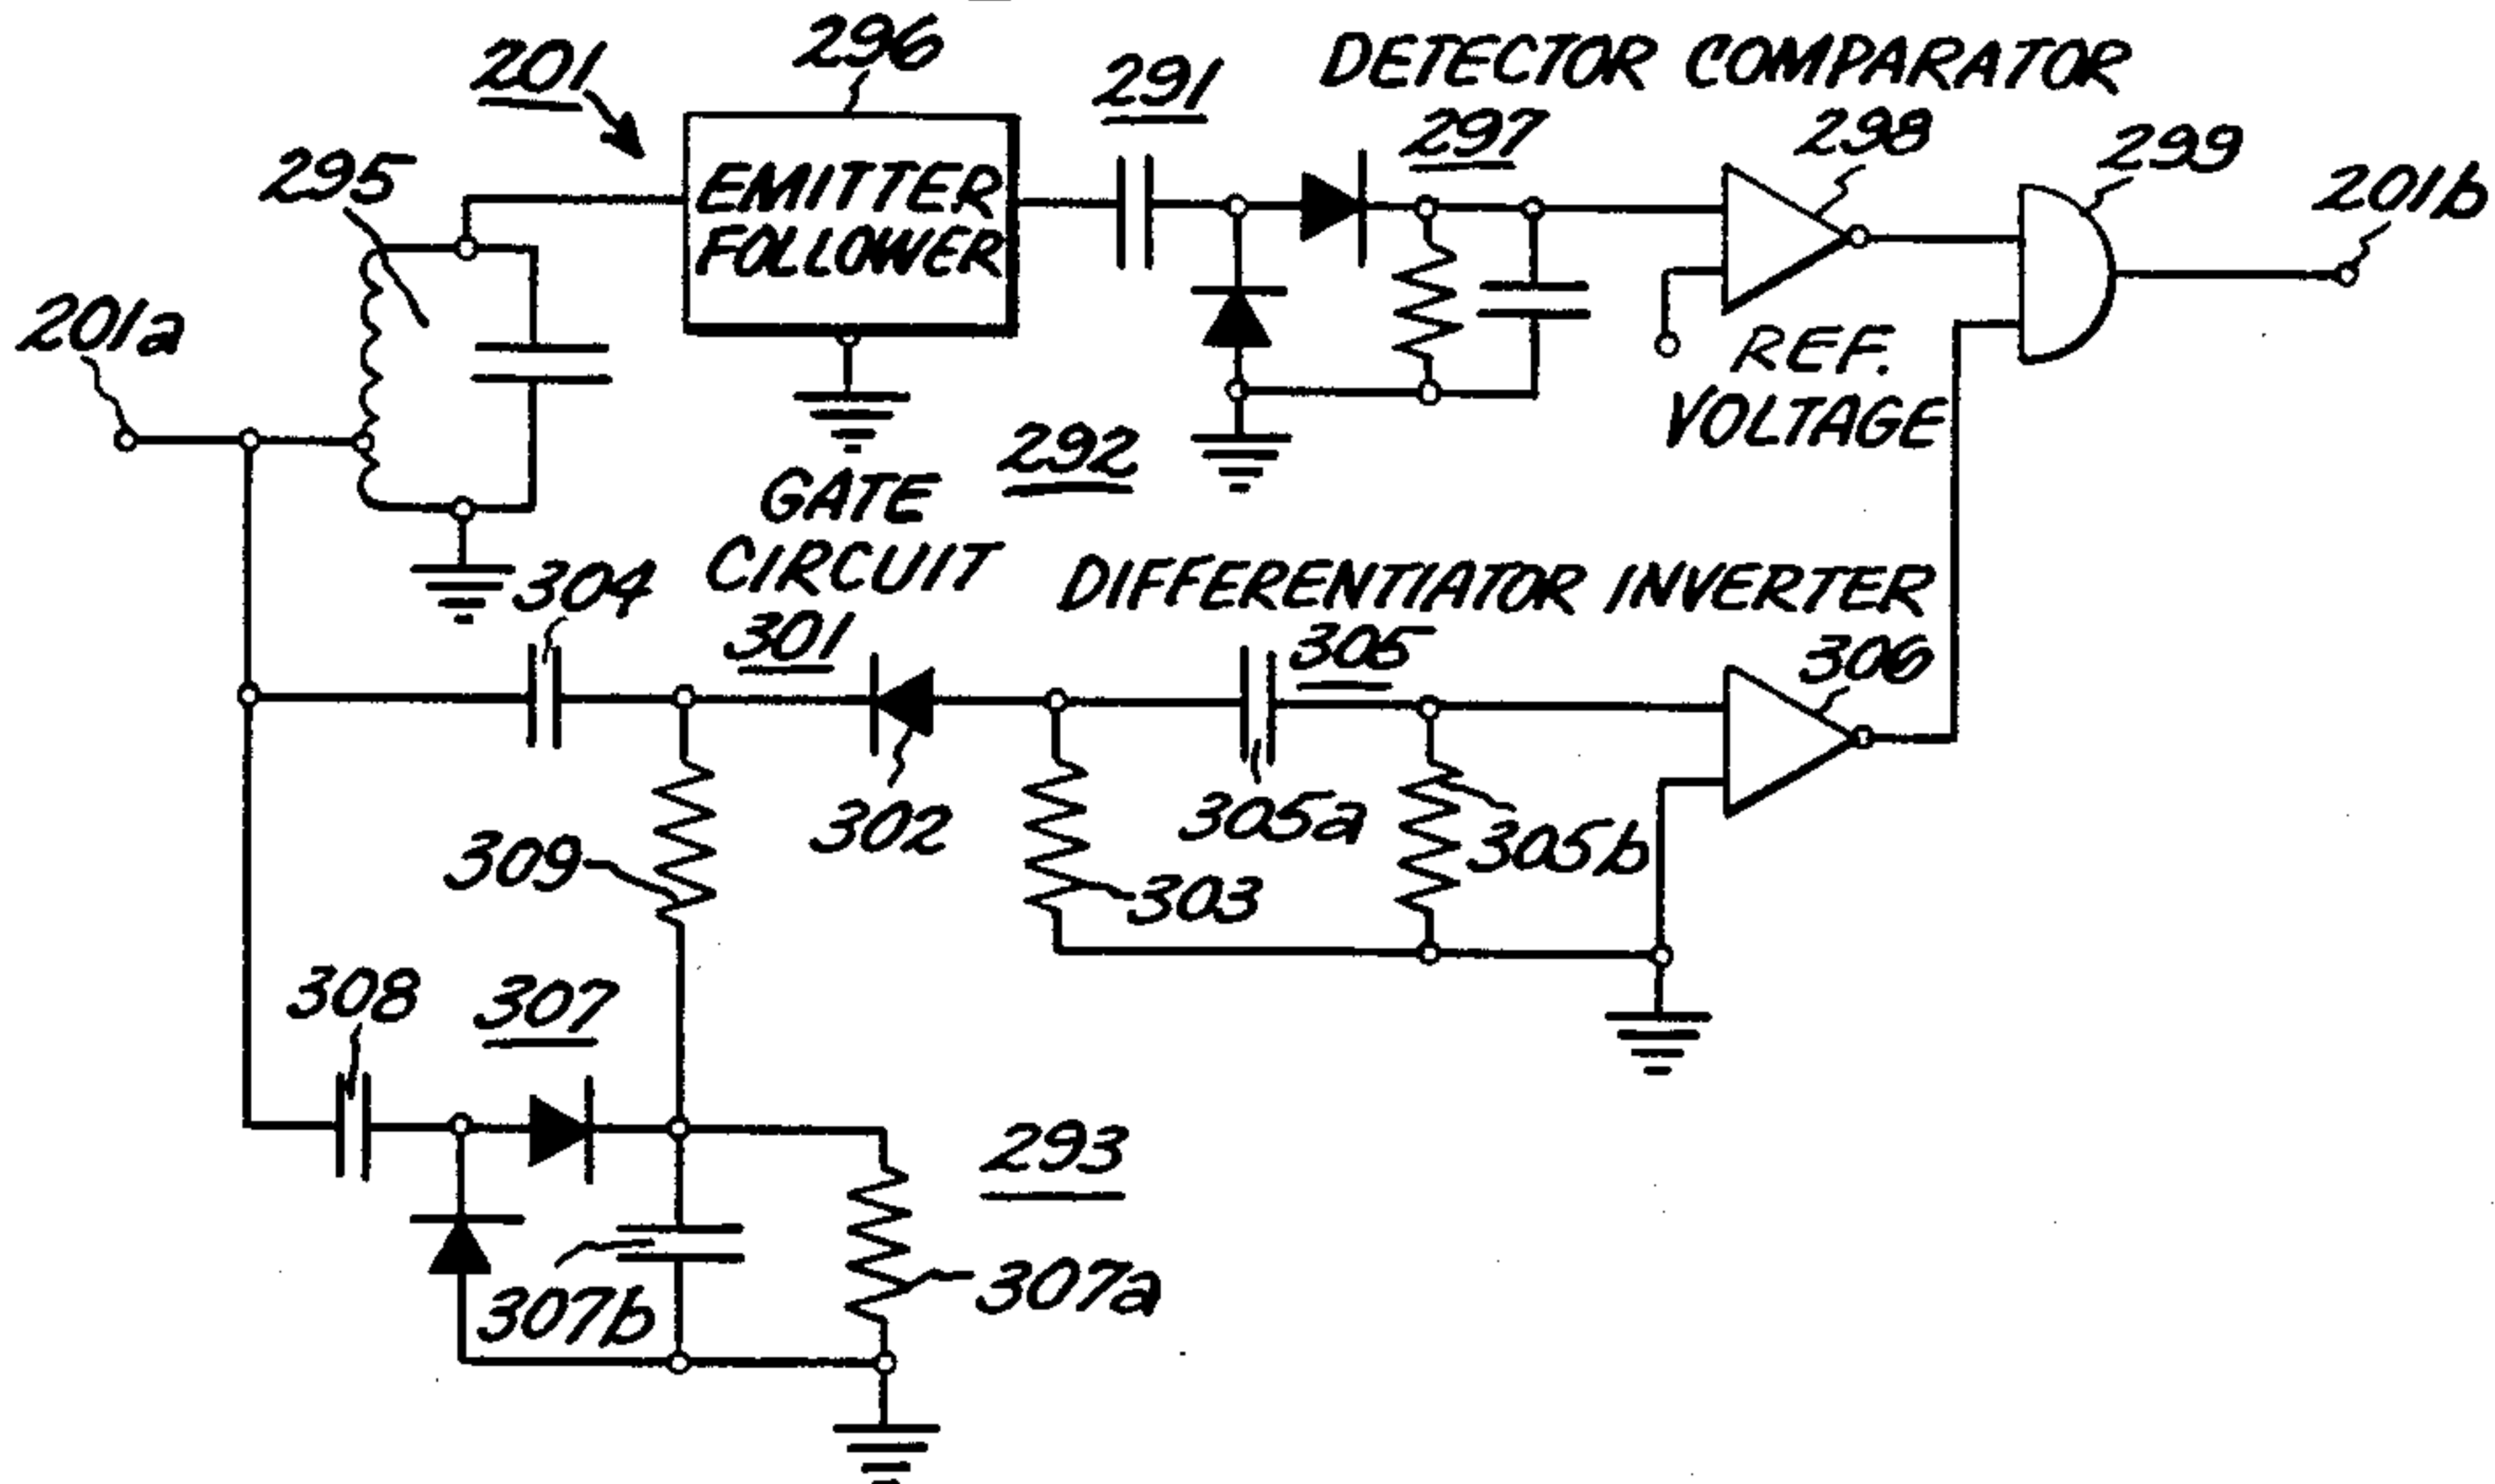 201
296
291
DETECTOR COMPARATOR
297
298
299
201b
295
EMITTER
FOLLOWER
201a
REF.
VOLTAGE
292
GATE
CIRCUIT
301
304
DIFFERENTIATOR INVERTER
305
306
302
305a
305b
309
303
308
307
293
307b
307a